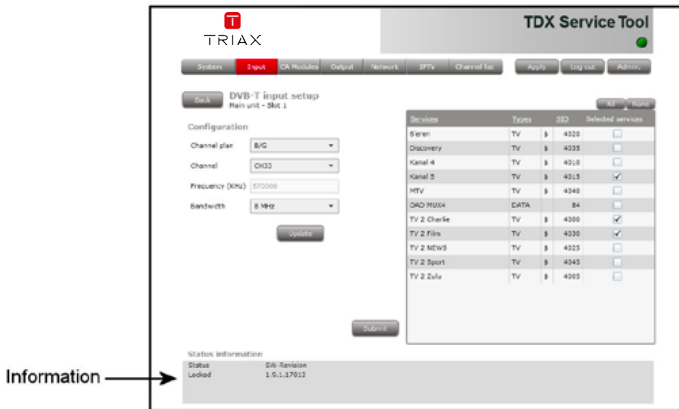 TDX Service Tool
TRIAX
System Input CA Modules Output Network IPTV Channel list Apply Log out Admin.
Back DVB-T input setup
Main unit - Slot 1
All None
Configuration
Services Types SID Selected services
Channel plan B/G
Channel CH33
Frequency (KHz) 570000
Bandwidth 8 MHz
Update
6'eren TV $ 4320
Discovery TV $ 4335
Kanal 4 TV $ 4310
Kanal 5 TV $ 4315
MTV TV $ 4340
OAD MUX4 DATA 84
TV 2 Charlie TV $ 4300
TV 2 Film TV $ 4330
TV 2 NEWS TV $ 4325
TV 2 Sport TV $ 4345
TV 2 Zulu TV $ 4305
Submit
Status information
Status SW-Revision
Locked 1.9.1.17013
Information